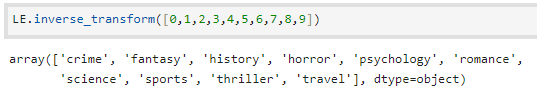 LE.inverse_transform([0,1,2,3,4,5,6,7,8,9])
array(['crime', 'fantasy', 'history', 'horror', 'psychology', 'romance',
'science', 'sports', 'thriller', 'travel'], dtype=object)